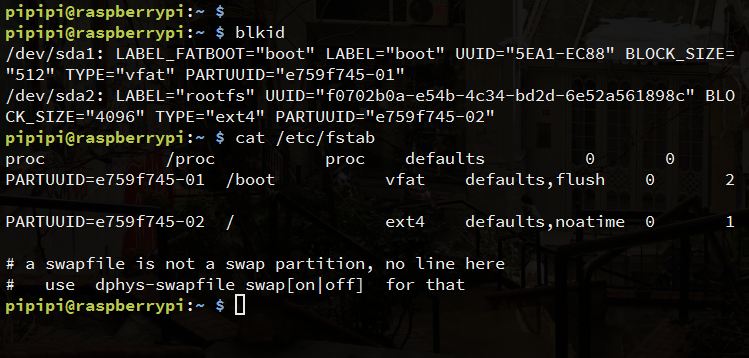 pipipi@raspberrypi:~ $
pipipi@raspberrypi:~ $ blkid
/dev/sda1: LABEL_FATBOOT="boot" LABEL="boot" UUID="5EA1-EC88" BLOCK_SIZE=
"512" TYPE="vfat" PARTUUID="e759f745-01"
/dev/sda2: LABEL="rootfs" UUID="f0702b0a-e54b-4c34-bd2d-6e52a561898c" BLO
CK_SIZE="4096" TYPE="ext4" PARTUUID="e759f745-02"
pipipi@raspberrypi:~ $ cat /etc/fstab
proc            /proc           proc    defaults          0       0
PARTUUID=e759f745-01  /boot           vfat    defaults,flush    0       2
PARTUUID=e759f745-02  /               ext4    defaults,noatime  0       1
# a swapfile is not a swap partition, no line here
#   use  dphys-swapfile swap[on|off]  for that
pipipi@raspberrypi:~ $